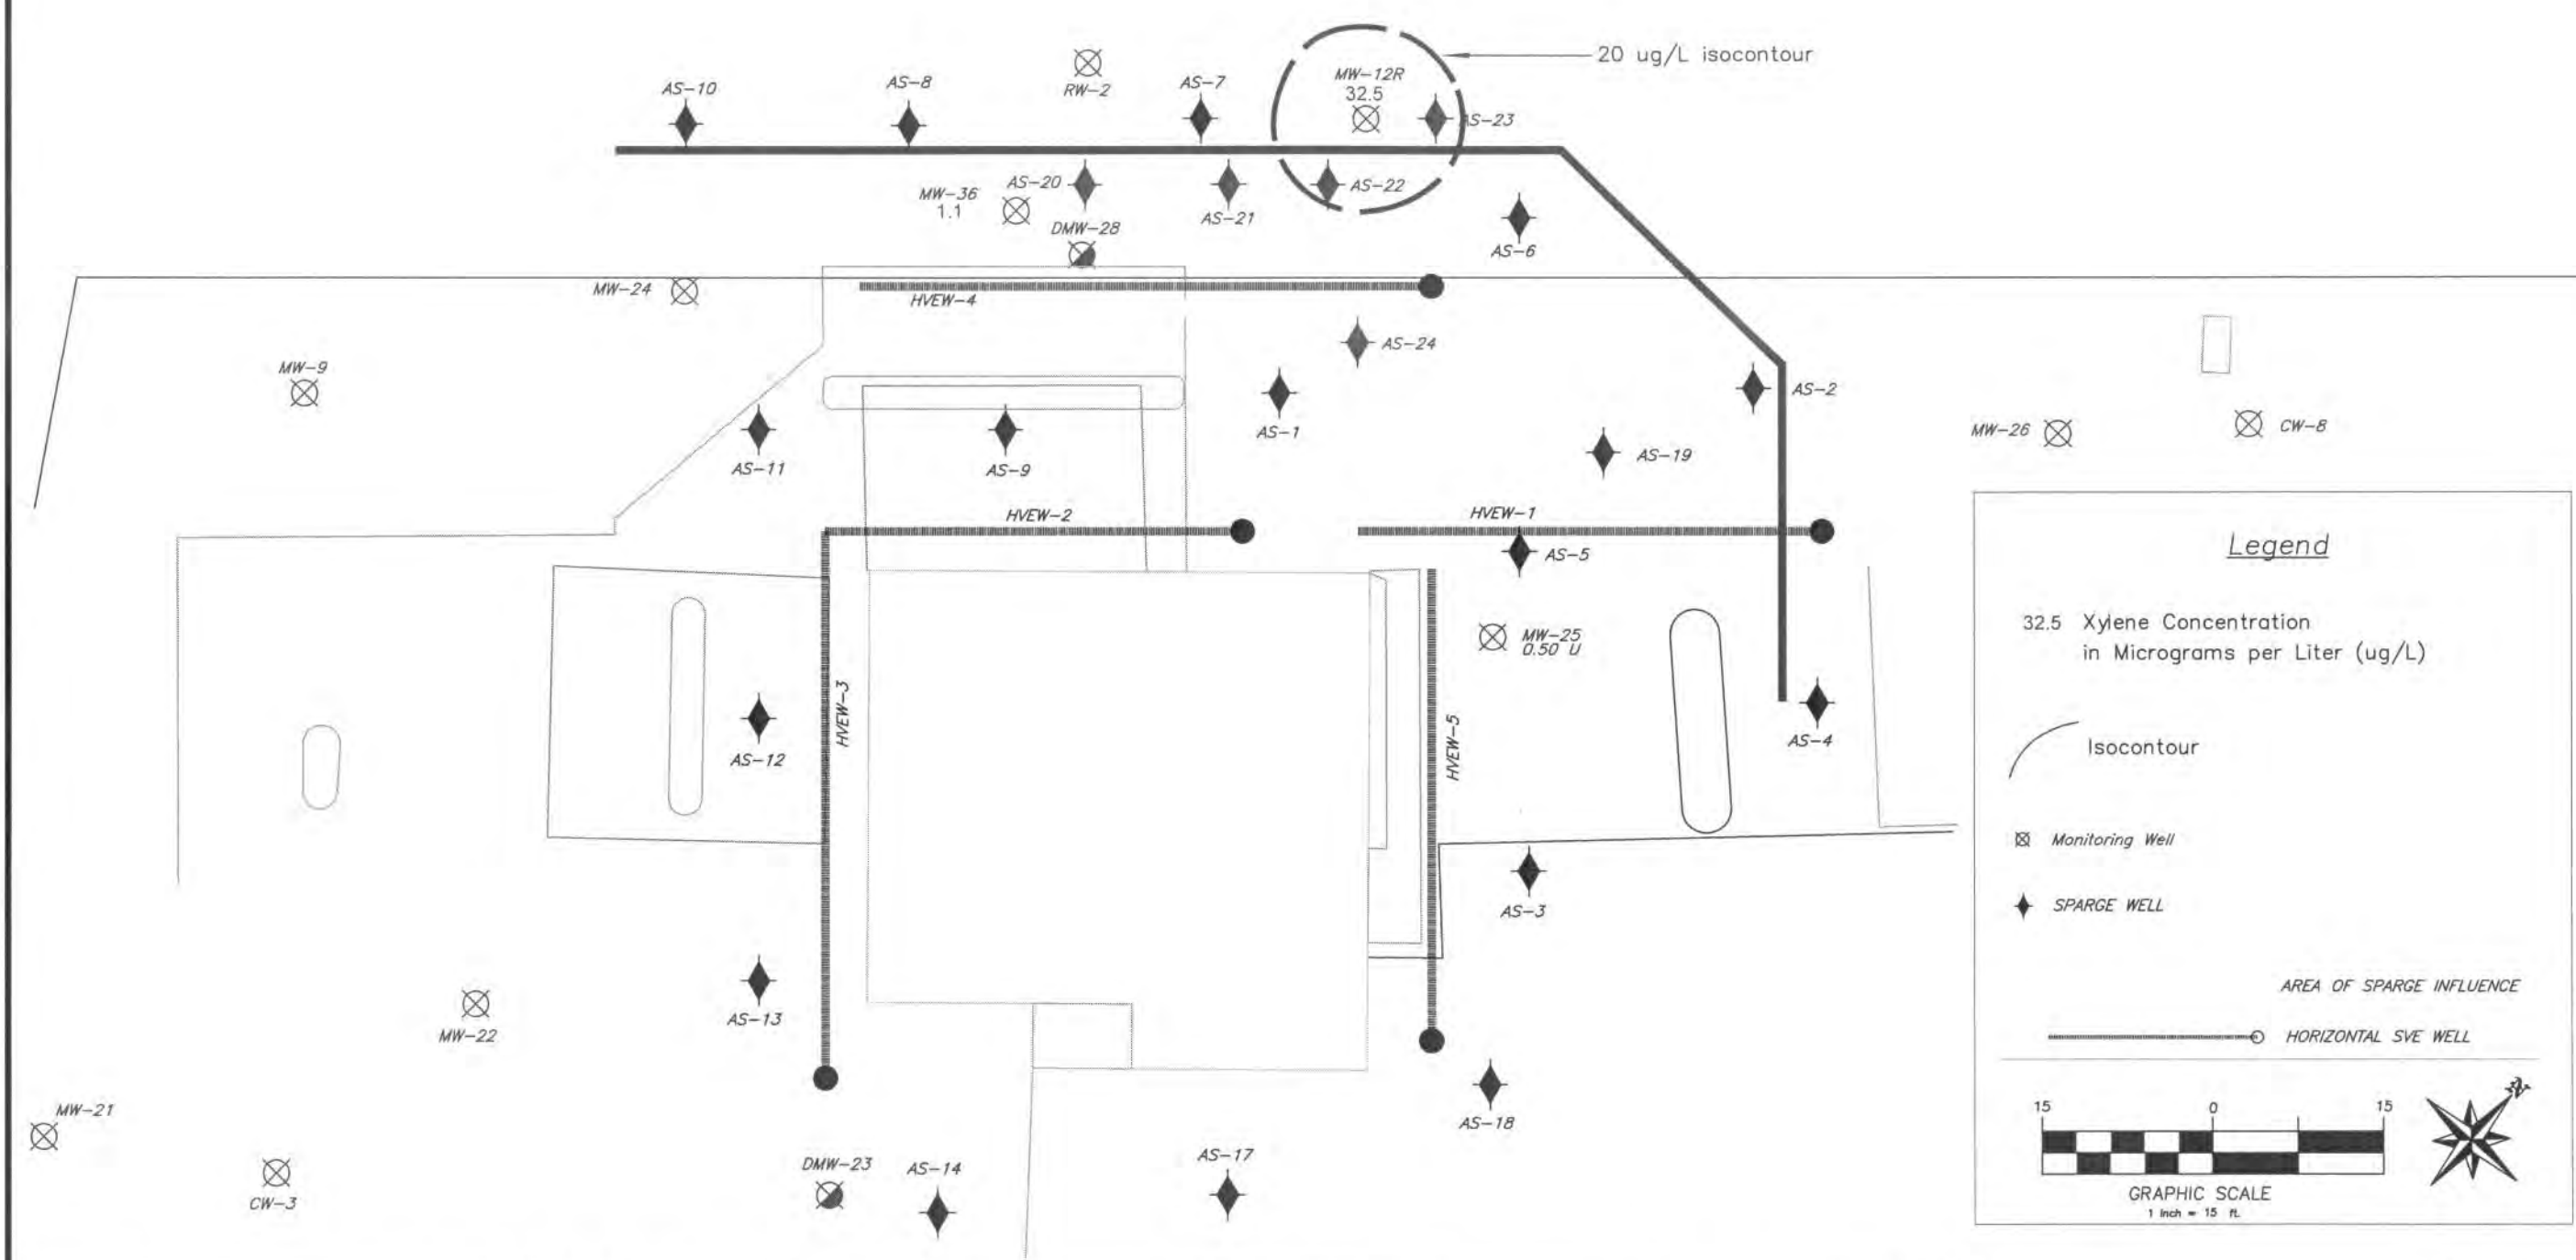 20 ug/L isocontour
MW-12R
32.5
AS-10
AS-8
RW-2
AS-7
AS-23
MW-36
1.1
AS-20
AS-21
AS-22
DMW-28
AS-6
MW-24
HVEW-4
AS-24
MW-9
AS-1
AS-2
AS-11
AS-9
AS-19
MW-26
CW-8
HVEW-2
HVEW-1
AS-5
MW-25
0.50 U
HVEW-3
AS-12
HVEW-5
AS-4
AS-3
AS-13
MW-22
MW-21
CW-3
DMW-23
AS-14
AS-17
AS-18
Legend
32.5 Xylene Concentration
in Micrograms per Liter (ug/L)
Isocontour
Monitoring Well
SPARGE WELL
AREA OF SPARGE INFLUENCE
HORIZONTAL SVE WELL
15 0 15
N
GRAPHIC SCALE
1 inch = 15 ft.